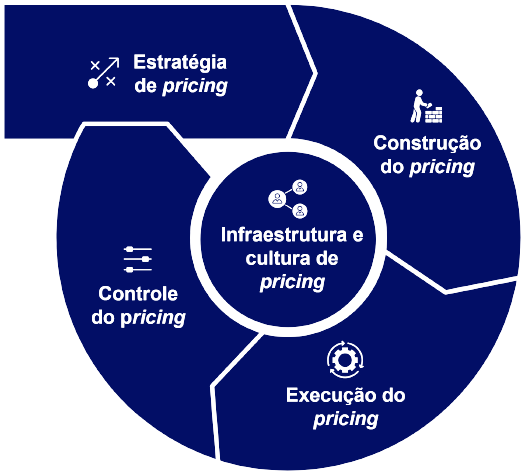 Estratégia
de pricing
Construção
do pricing
Infraestrutura e
cultura de
pricing
Controle
do pricing
Execução do
pricing